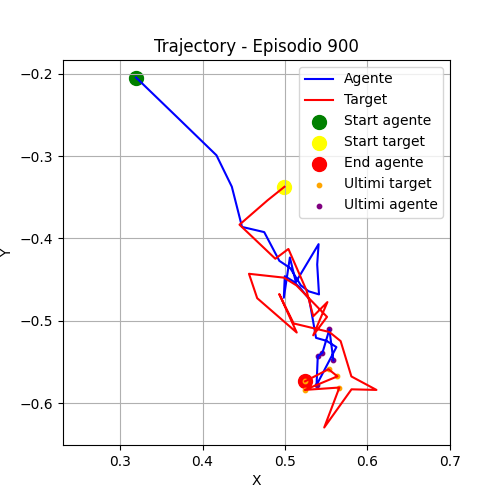 Trajectory - Episodio 900
Agente
Target
Start agente
Start target
End agente
Ultimi target
Ultimi agente
−0.2
−0.3
−0.4
−0.5
−0.6
Y
0.3 0.4 0.5 0.6 0.7
X